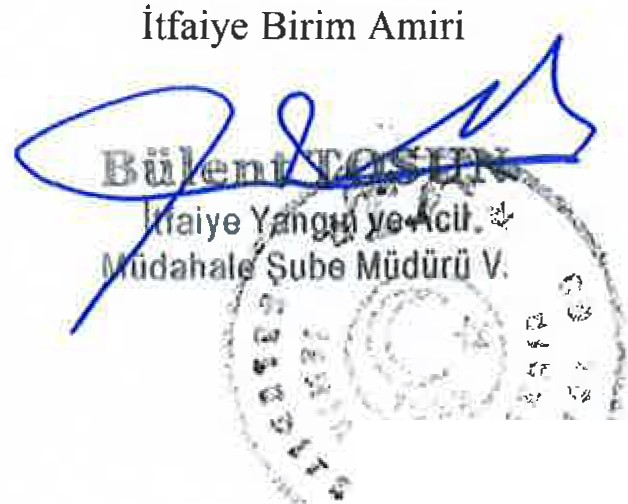 İtfaiye Birim Amiri
Bülent TOSUN
İtfaiye Yangın ve Acil.
Müdahale Şube Müdürü V.